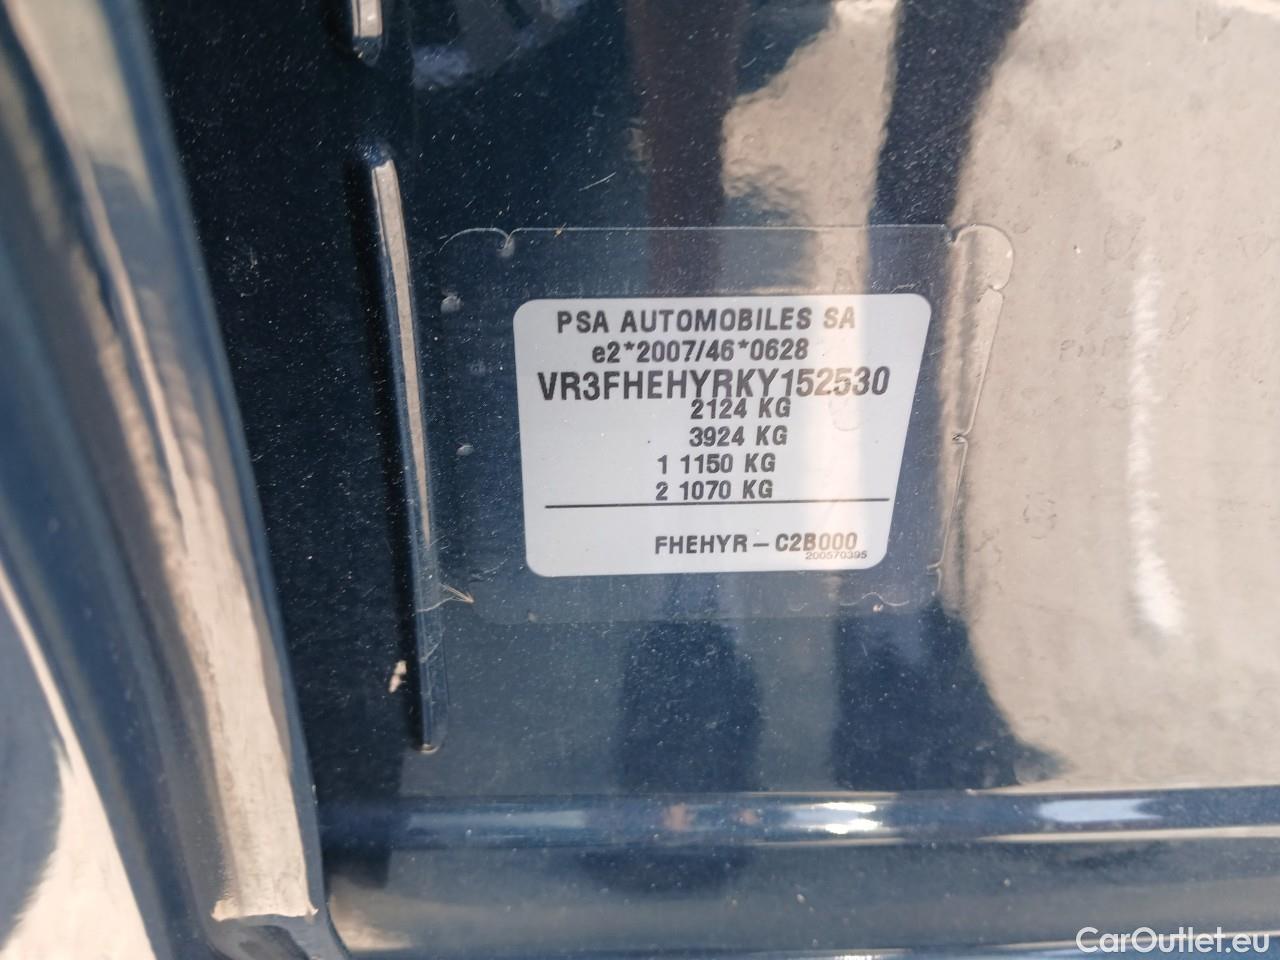 PSA AUTOMOBILES SA
e2*2007/46*0628
VR3FHEHYRKY152530
2124 KG
3924 KG
1 1150 KG
2 1070 KG
FHEHYR – C2B000
200570395
CarOutlet.eu